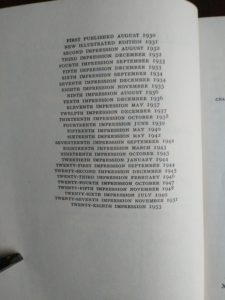 FIRST PUBLISHED AUGUST 1930
NEW ILLUSTRATED EDITION 1931
SECOND IMPRESSION AUGUST 1932
THIRD IMPRESSION DECEMBER 1932
FOURTH IMPRESSION SEPTEMBER 1933
FIFTH IMPRESSION DECEMBER 1933
SIXTH IMPRESSION SEPTEMBER 1934
SEVENTH IMPRESSION DECEMBER 1934
EIGHTH IMPRESSION NOVEMBER 1935
NINTH IMPRESSION AUGUST 1936
TENTH IMPRESSION DECEMBER 1936
ELEVENTH IMPRESSION MAY 1937
TWELFTH IMPRESSION DECEMBER 1937
THIRTEENTH IMPRESSION OCTOBER 1938
FOURTEENTH IMPRESSION JUNE 1939
FIFTEENTH IMPRESSION MAY 1940
SIXTEENTH IMPRESSION MAY 1942
SEVENTEENTH IMPRESSION SEPTEMBER 1942
EIGHTEENTH IMPRESSION MARCH 1943
NINETEENTH IMPRESSION OCTOBER 1943
TWENTIETH IMPRESSION JANUARY 1944
TWENTY-FIRST IMPRESSION SEPTEMBER 1944
TWENTY-SECOND IMPRESSION DECEMBER 1945
TWENTY-THIRD IMPRESSION FEBRUARY 1946
TWENTY-FOURTH IMPRESSION OCTOBER 1947
TWENTY-FIFTH IMPRESSION NOVEMBER 1948
TWENTY-SIXTH IMPRESSION JULY 1950
TWENTY-SEVENTH IMPRESSION NOVEMBER 1951
TWENTY-EIGHTH IMPRESSION 1953